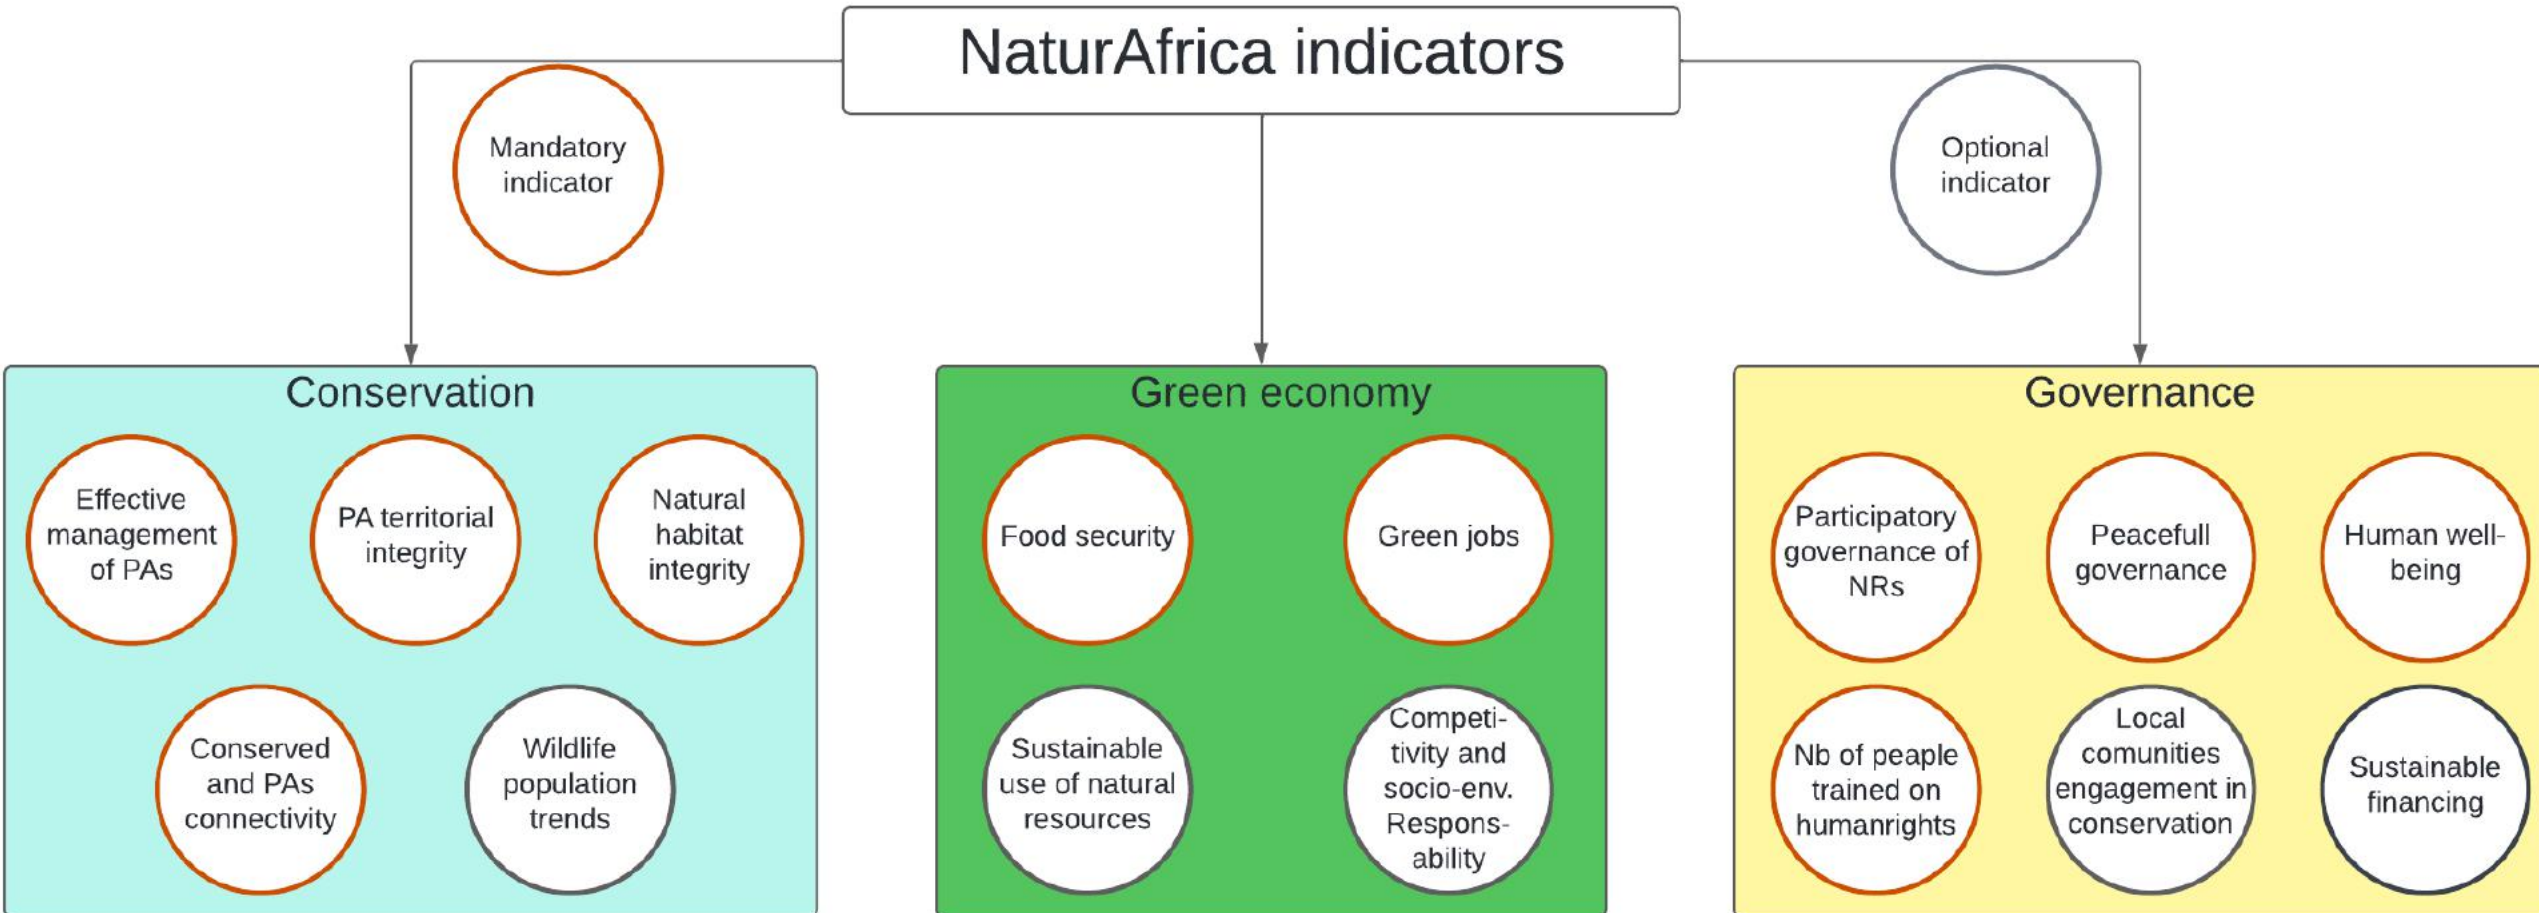 NaturAfrica indicators
Mandatory
indicator
Optional
indicator
Conservation
Effective
management
of PAs
PA territorial
integrity
Natural
habitat
integrity
Conserved
and PAs
connectivity
Wildlife
population
trends
Green economy
Food security
Green jobs
Sustainable
use of natural
resources
Competi-
tivity and
socio-env.
Respons-
ability
Governance
Participatory
governance of
NRs
Peacefull
governance
Human well-
being
Nb of peaple
trained on
humanrights
Local
comunities
engagement in
conservation
Sustainable
financing